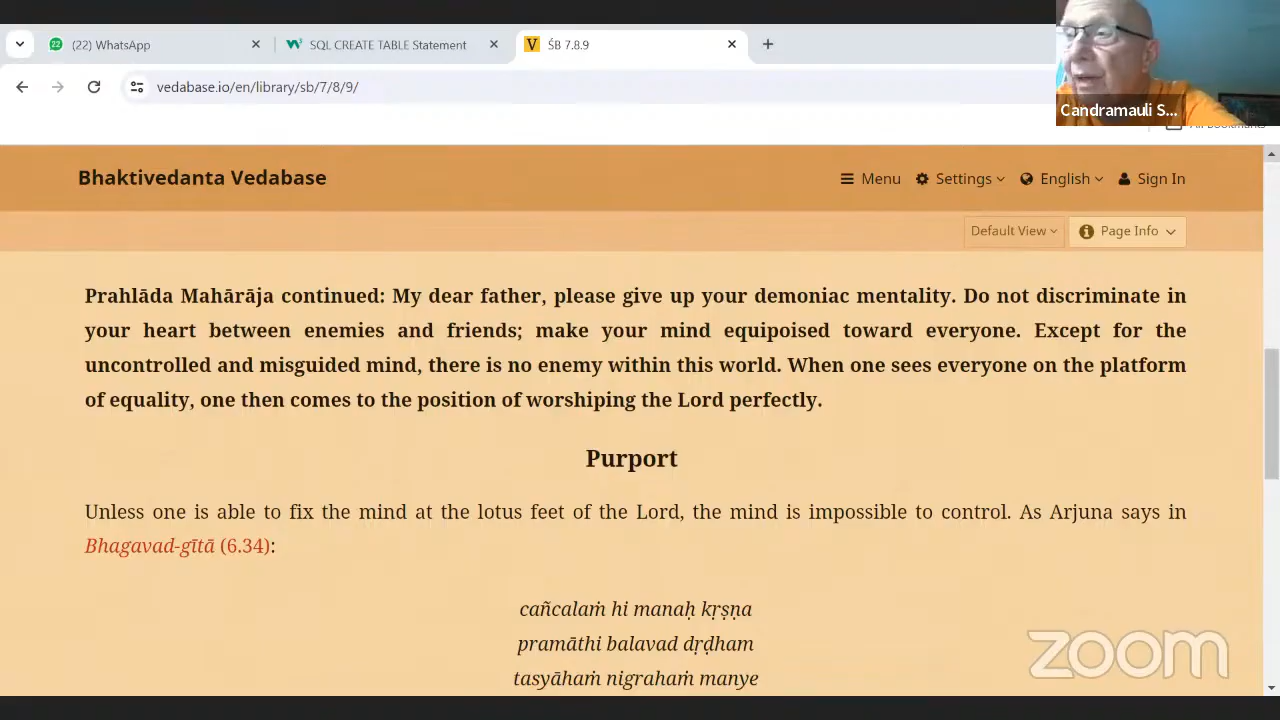 (22) WhatsApp
SQL CREATE TABLE Statement
ŚB 7.8.9
vedabase.io/en/library/sb/7/8/9/
Candramauli S...
All Bookmarks
Bhaktivedanta Vedabase
Menu
Settings
English
Sign In
Default View
Page Info
Prahlāda Mahārāja continued: My dear father, please give up your demoniac mentality. Do not discriminate in
your heart between enemies and friends; make your mind equipoised toward everyone. Except for the
uncontrolled and misguided mind, there is no enemy within this world. When one sees everyone on the platform
of equality, one then comes to the position of worshiping the Lord perfectly.
Purport
Unless one is able to fix the mind at the lotus feet of the Lord, the mind is impossible to control. As Arjuna says in
Bhagavad-gītā (6.34):
cañcalaṁ hi manaḥ kṛṣṇa
pramāthi balavad dṛḍham
tasyāhaṁ nigrahaṁ manye
zoom